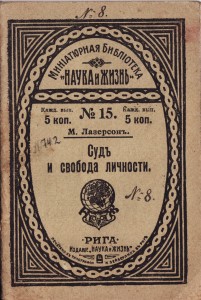 № 8.
МИНІАТЮРНАЯ БИБЛІОТЕКА
"НАУКА И ЖИЗНЬ"
Кажд. вып. № 15. Кажд. вып.
5 коп. 5 коп.
М. Лазерсонъ.
Судъ
и свобода личности.
№ 8.
РИГА
Изданіе „НАУКА и ЖИЗНЬ"